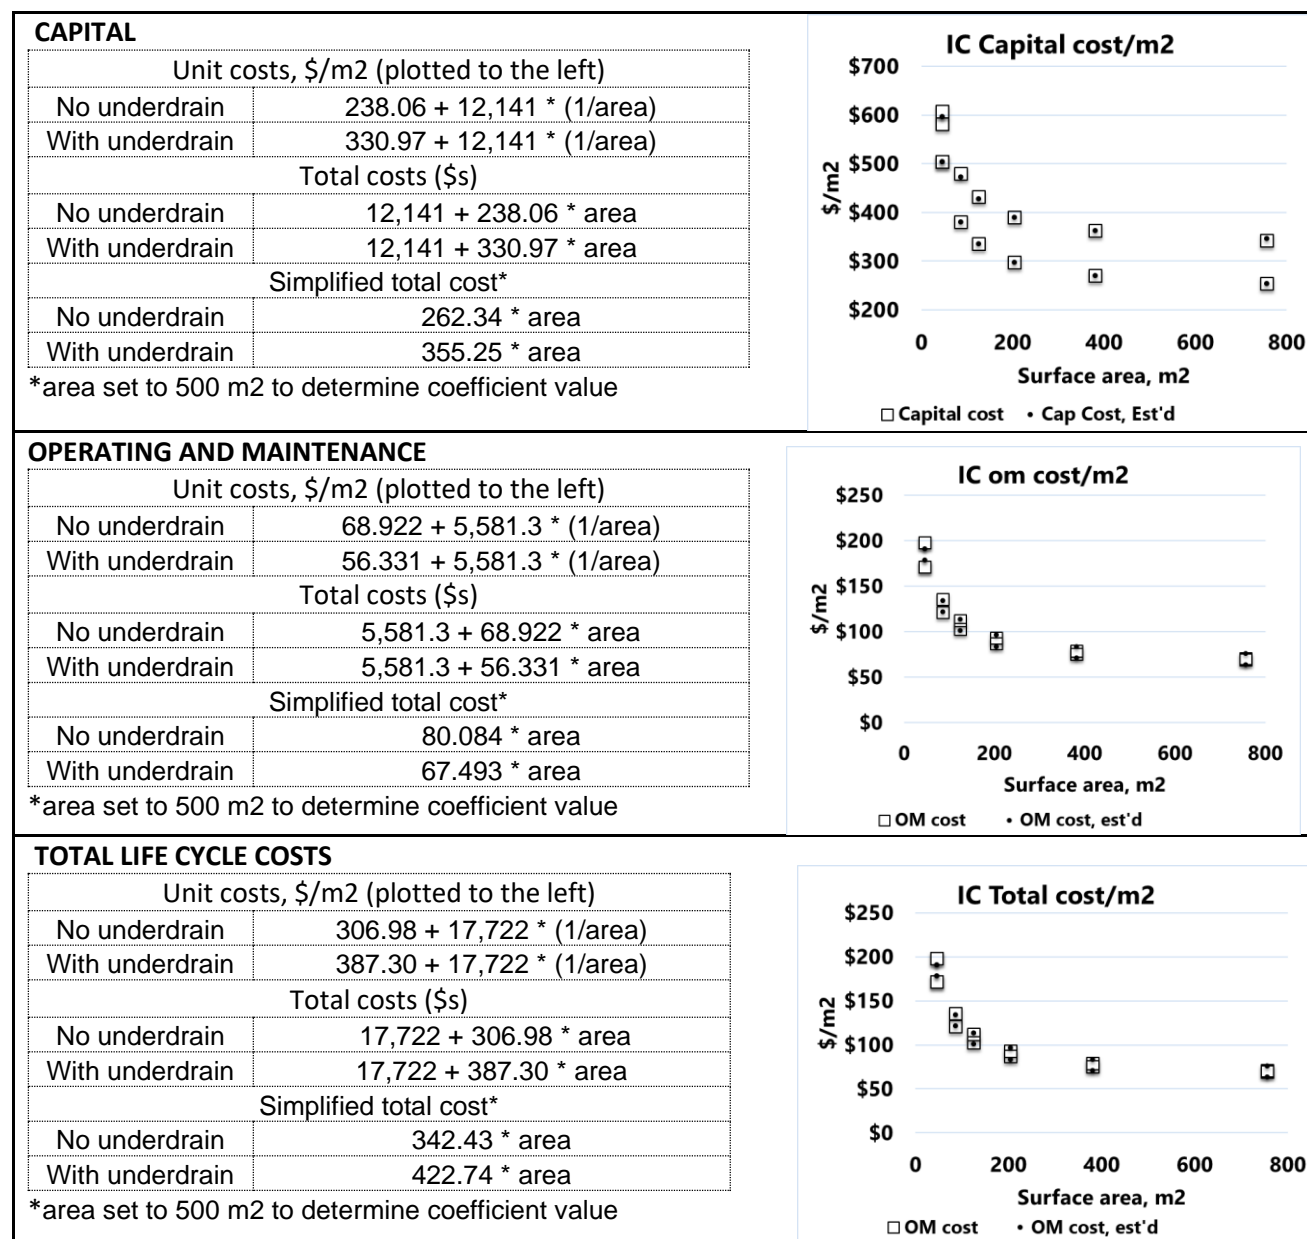 CAPITAL
Unit costs, $/m2 (plotted to the left)
No underdrain 238.06 + 12,141 * (1/area)
With underdrain 330.97 + 12,141 * (1/area)
Total costs ($s)
No underdrain 12,141 + 238.06 * area
With underdrain 12,141 + 330.97 * area
Simplified total cost*
No underdrain 262.34 * area
With underdrain 355.25 * area
*area set to 500 m2 to determine coefficient value
IC Capital cost/m2
$700
$600
$500
$400
$300
$200
$/m2
0 200 400 600 800
Surface area, m2
Capital cost • Cap Cost, Est'd
OPERATING AND MAINTENANCE
Unit costs, $/m2 (plotted to the left)
No underdrain 68.922 + 5,581.3 * (1/area)
With underdrain 56.331 + 5,581.3 * (1/area)
Total costs ($s)
No underdrain 5,581.3 + 68.922 * area
With underdrain 5,581.3 + 56.331 * area
Simplified total cost*
No underdrain 80.084 * area
With underdrain 67.493 * area
*area set to 500 m2 to determine coefficient value
IC om cost/m2
$250
$200
$150
$100
$50
$0
$/m2
0 200 400 600 800
Surface area, m2
OM cost • OM cost, est'd
TOTAL LIFE CYCLE COSTS
Unit costs, $/m2 (plotted to the left)
No underdrain 306.98 + 17,722 * (1/area)
With underdrain 387.30 + 17,722 * (1/area)
Total costs ($s)
No underdrain 17,722 + 306.98 * area
With underdrain 17,722 + 387.30 * area
Simplified total cost*
No underdrain 342.43 * area
With underdrain 422.74 * area
*area set to 500 m2 to determine coefficient value
IC Total cost/m2
$250
$200
$150
$100
$50
$0
$/m2
0 200 400 600 800
Surface area, m2
OM cost • OM cost, est'd